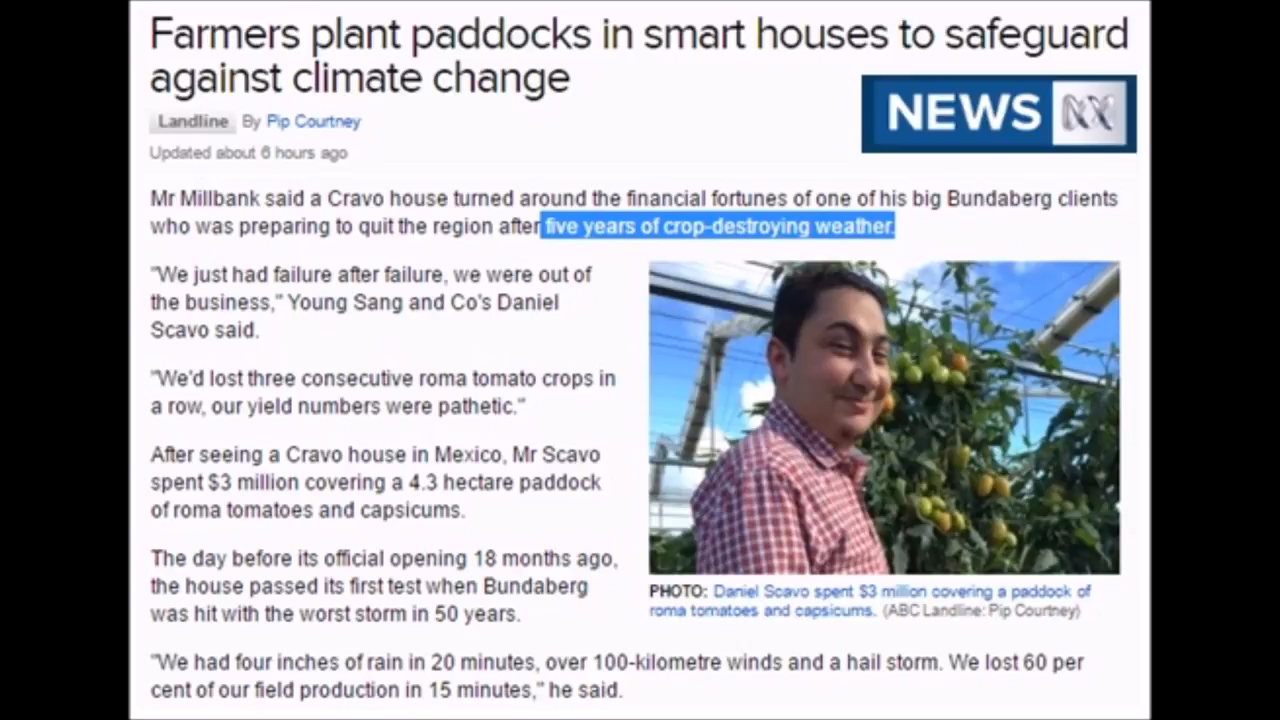 Farmers plant paddocks in smart houses to safeguard
against climate change
NEWS
Landline By Pip Courtney
Updated about 6 hours ago
Mr Millbank said a Cravo house turned around the financial fortunes of one of his big Bundaberg clients
who was preparing to quit the region after five years of crop-destroying weather.
"We just had failure after failure, we were out of
the business," Young Sang and Co's Daniel
Scavo said.
"We'd lost three consecutive roma tomato crops in
a row, our yield numbers were pathetic."
After seeing a Cravo house in Mexico, Mr Scavo
spent $3 million covering a 4.3 hectare paddock
of roma tomatoes and capsicums.
The day before its official opening 18 months ago,
the house passed its first test when Bundaberg
was hit with the worst storm in 50 years.
PHOTO: Daniel Scavo spent $3 million covering a paddock of
roma tomatoes and capsicums. (ABC Landline: Pip Courtney)
"We had four inches of rain in 20 minutes, over 100-kilometre winds and a hail storm. We lost 60 per
cent of our field production in 15 minutes," he said.